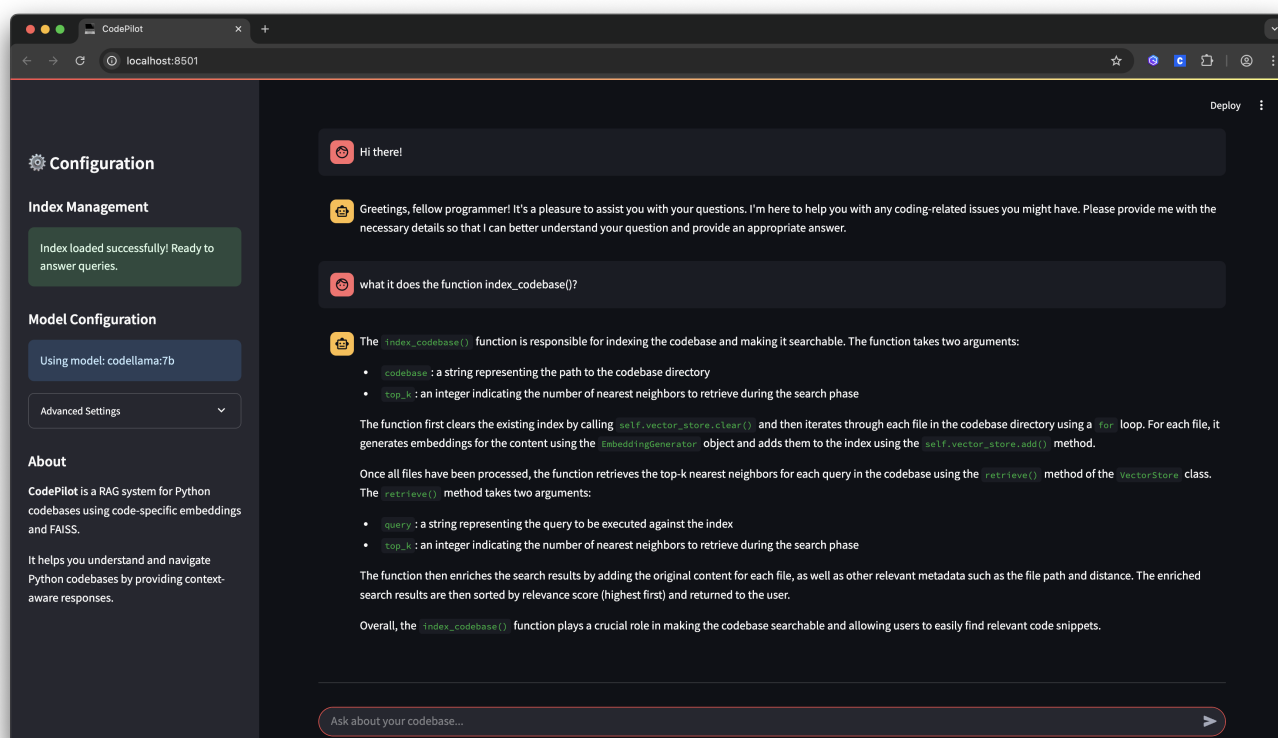 CodePilot
localhost:8501
Deploy
Configuration
Index Management
Index loaded successfully! Ready to
answer queries.
Model Configuration
Using model: codellama:7b
Advanced Settings
About
CodePilot is a RAG system for Python
codebases using code-specific embeddings
and FAISS.
It helps you understand and navigate
Python codebases by providing context-
aware responses.
Hi there!
Greetings, fellow programmer! It's a pleasure to assist you with your questions. I'm here to help you with any coding-related issues you might have. Please provide me with the
necessary details so that I can better understand your question and provide an appropriate answer.
what it does the function index_codebase()?
The index_codebase() function is responsible for indexing the codebase and making it searchable. The function takes two arguments:
• codebase : a string representing the path to the codebase directory
• top_k : an integer indicating the number of nearest neighbors to retrieve during the search phase
The function first clears the existing index by calling self.vector_store.clear() and then iterates through each file in the codebase directory using a for loop. For each file, it
generates embeddings for the content using the EmbeddingGenerator object and adds them to the index using the self.vector_store.add() method.
Once all files have been processed, the function retrieves the top-k nearest neighbors for each query in the codebase using the retrieve() method of the VectorStore class.
The retrieve() method takes two arguments:
• query : a string representing the query to be executed against the index
• top_k : an integer indicating the number of nearest neighbors to retrieve during the search phase
The function then enriches the search results by adding the original content for each file, as well as other relevant metadata such as the file path and distance. The enriched
search results are then sorted by relevance score (highest first) and returned to the user.
Overall, the index_codebase() function plays a crucial role in making the codebase searchable and allowing users to easily find relevant code snippets.
Ask about your codebase...